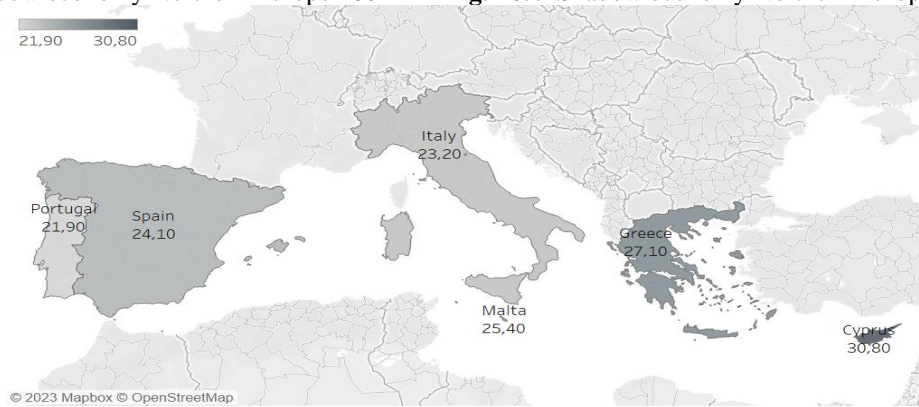 21,90 30,80
Italy
23,20
Portugal
21,90
Spain
24,10
Greece
27,10
Malta
25,40
Cyprus
30,80
© 2023 Mapbox © OpenStreetMap